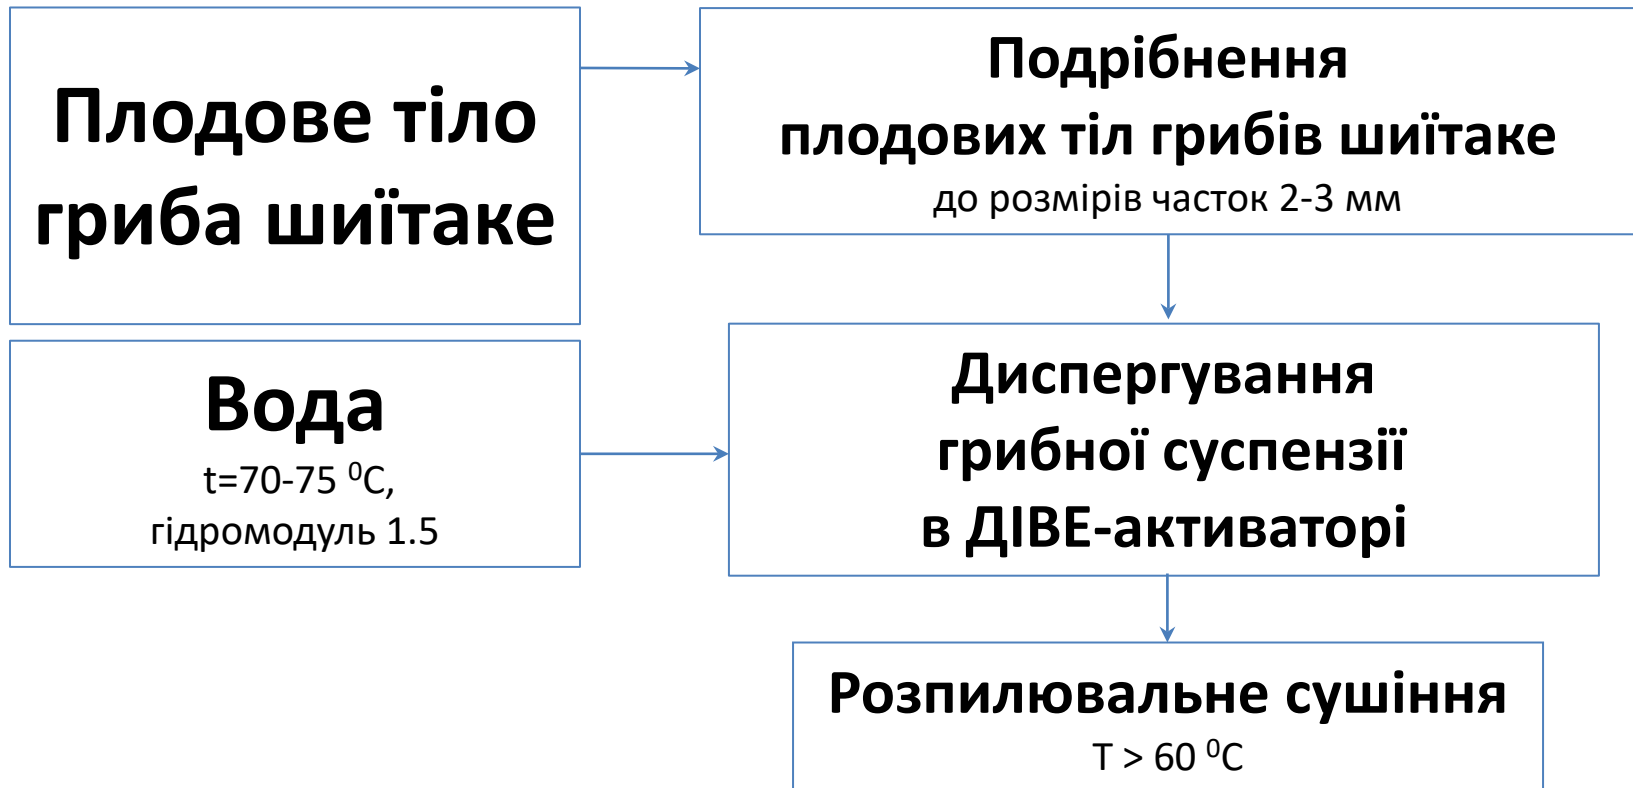 Плодове тіло
гриба шиїтаке
Подрібнення
плодових тіл грибів шиїтаке
до розмірів часток 2-3 мм
Вода
t=70-75 ⁰C,
гідромодуль 1.5
Диспергування
грибної суспензії
в ДІВЕ-активаторі
Розпилювальне сушіння
T > 60 ⁰C